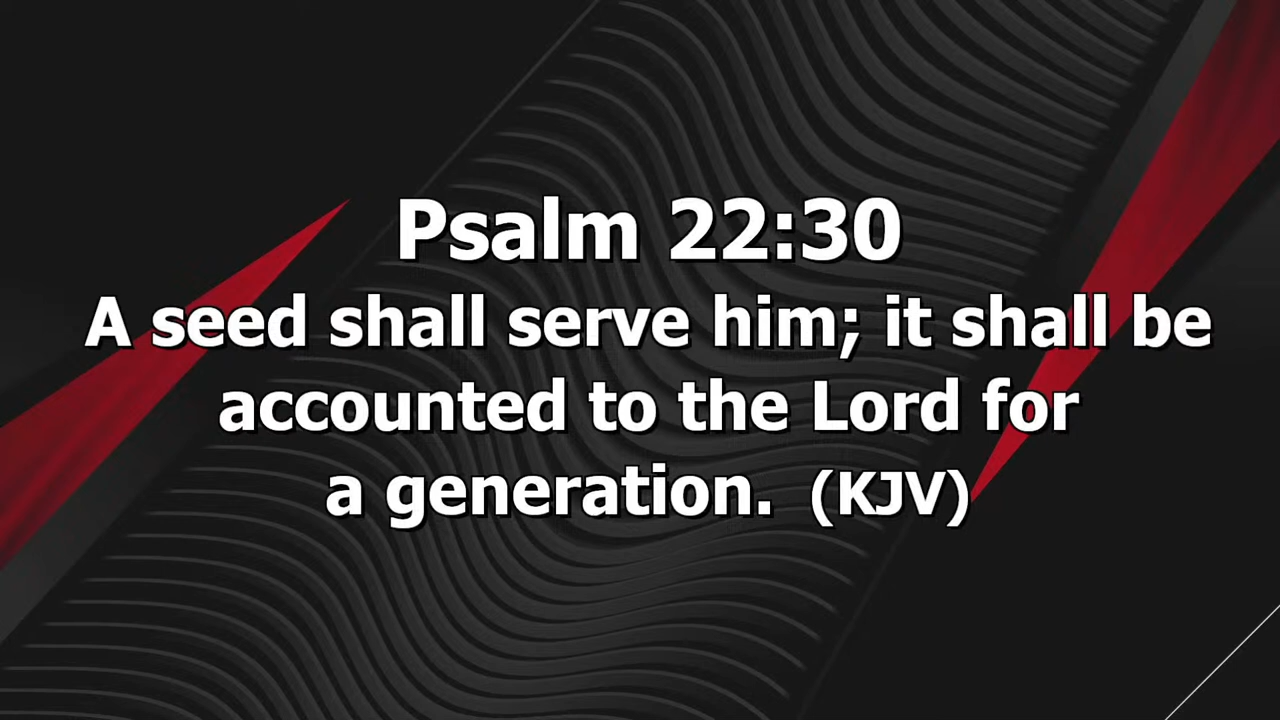 Psalm 22:30
A seed shall serve him; it shall be
accounted to the Lord for
a generation. (KJV)